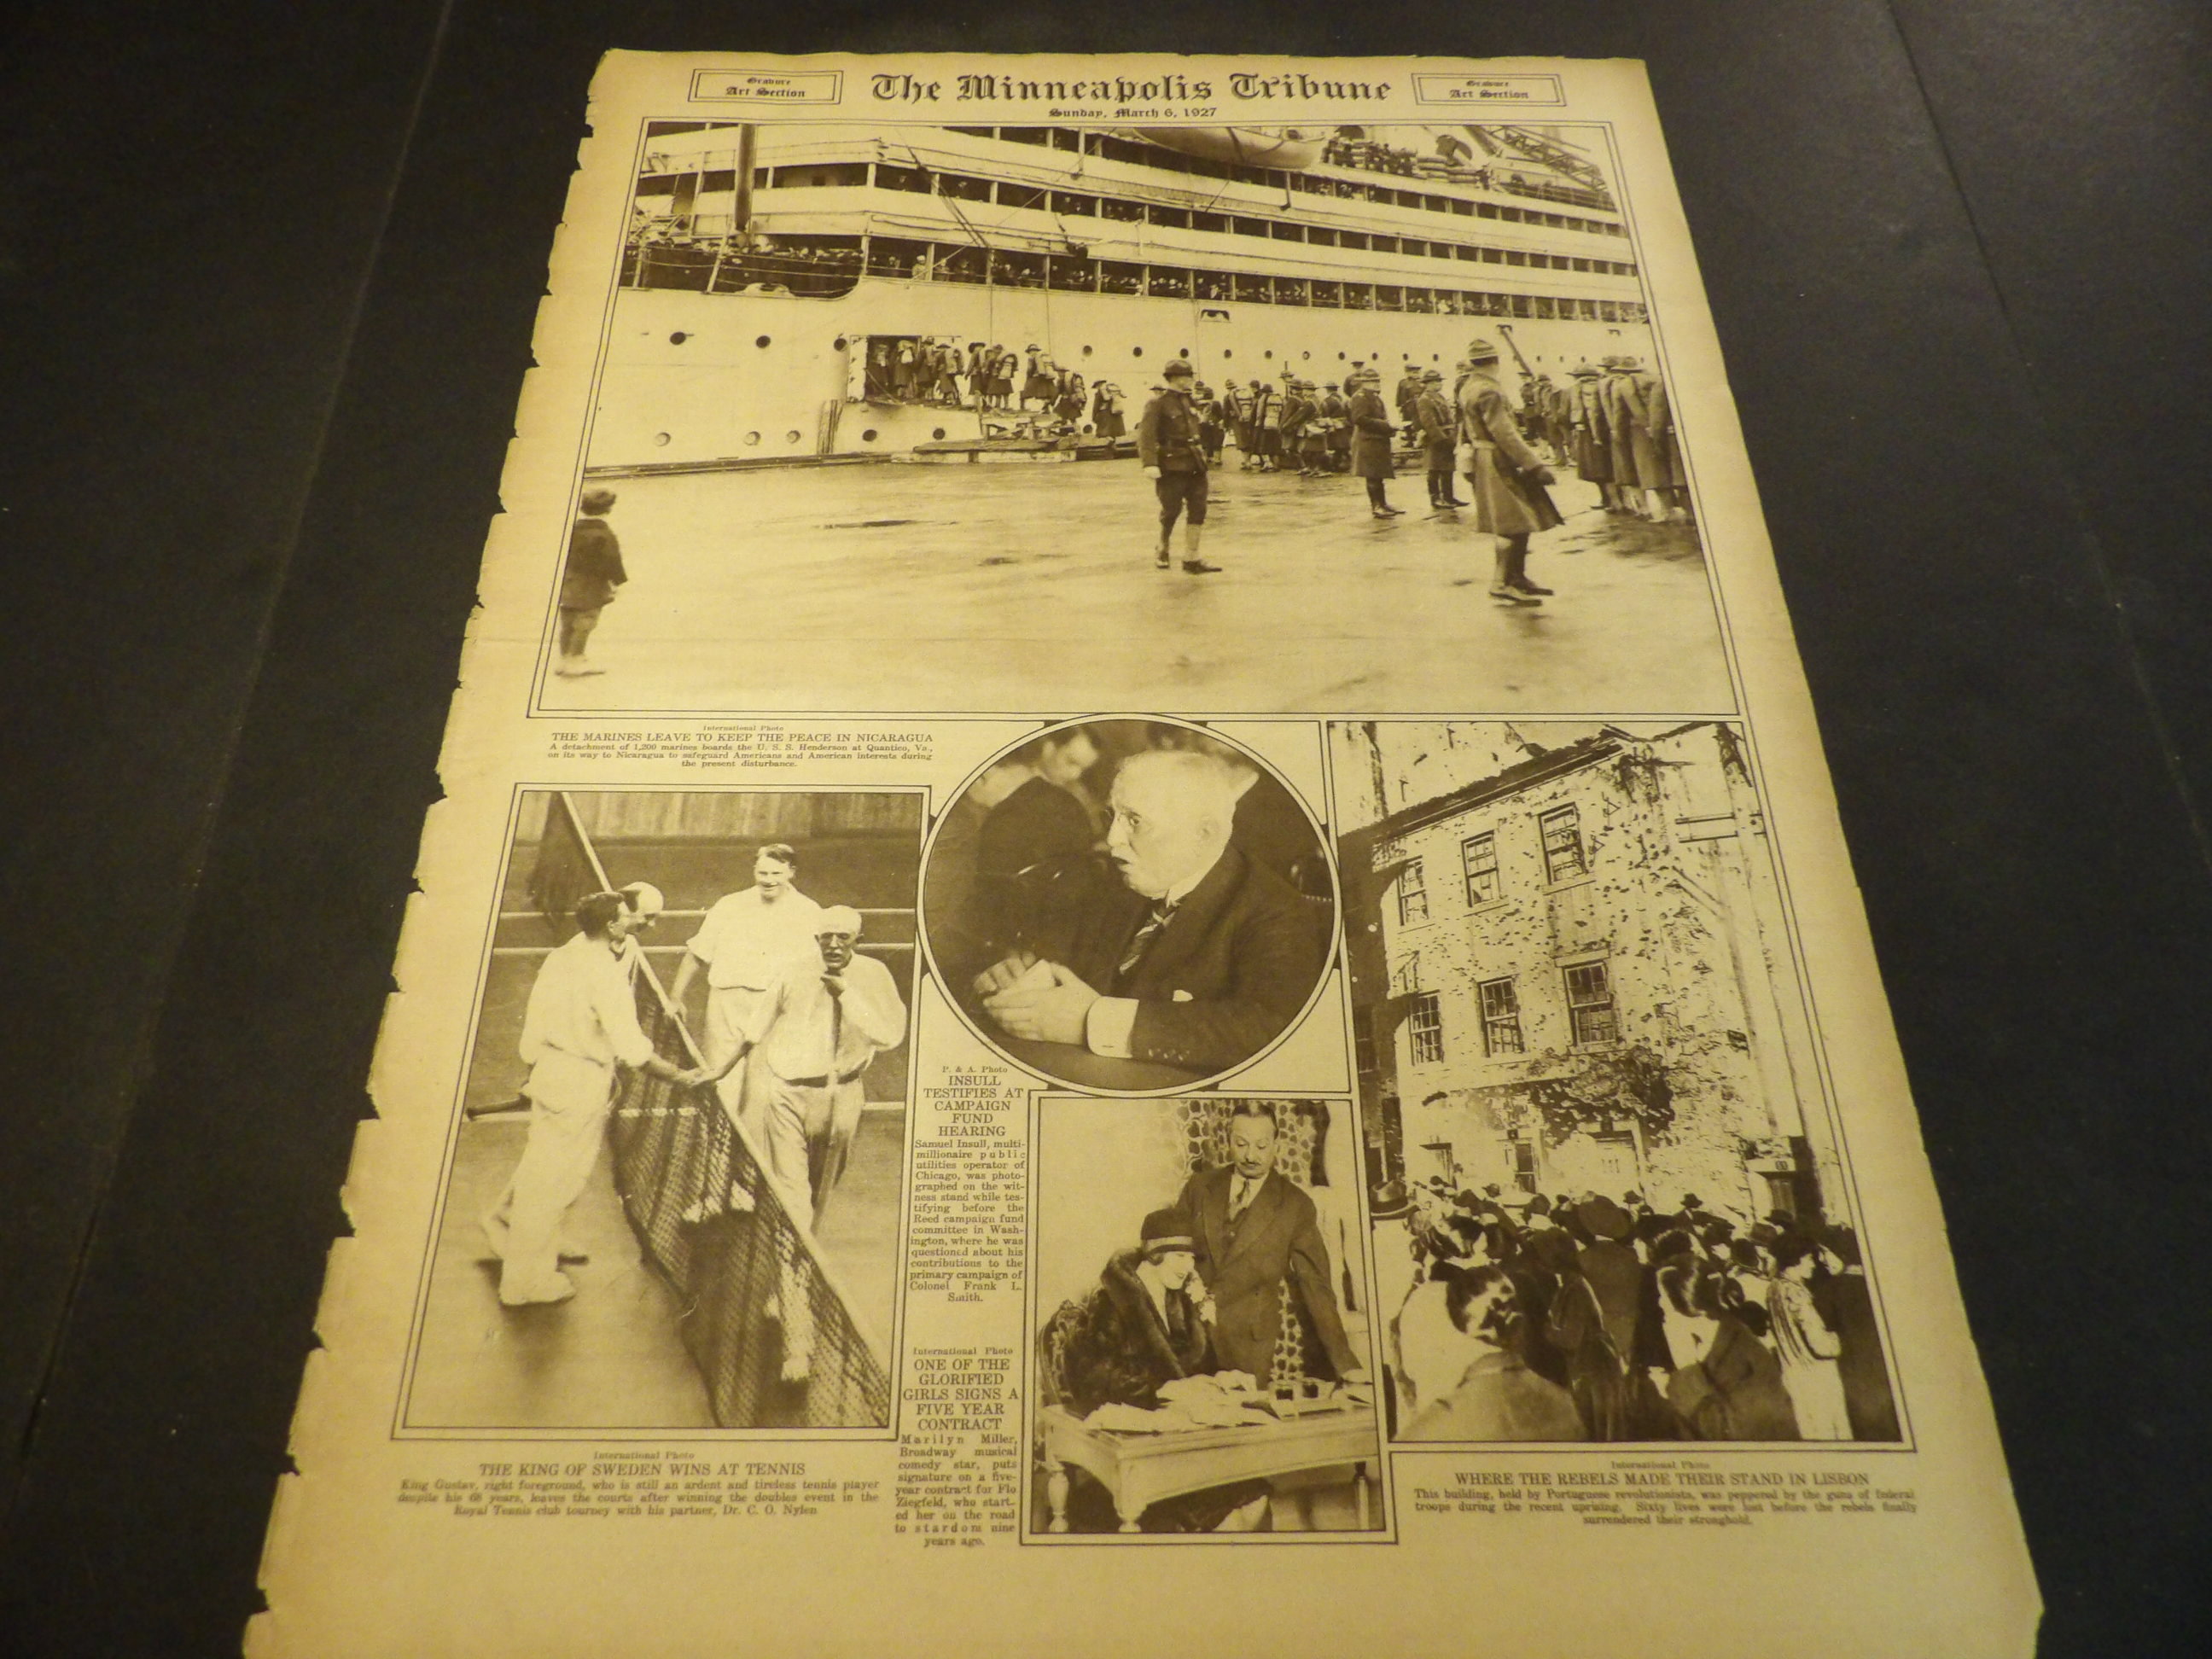 Gravure
Art Section
The Minneapolis Tribune
Sunday, March 6, 1927
Gravure
Art Section
International Photo
THE MARINES LEAVE TO KEEP THE PEACE IN NICARAGUA
A detachment of 1,200 marines boards the U. S. S. Henderson at Quantico, Va.,
on its way to Nicaragua to safeguard Americans and American interests during
the present disturbance.
P. & A. Photo
INSULL
TESTIFIES AT
CAMPAIGN
FUND
HEARING
Samuel Insull, multi-
millionaire public
utilities operator of
Chicago, was photo-
graphed on the wit-
ness stand while tes-
tifying before the
Reed campaign fund
committee in Wash-
ington, where he was
questioned about his
contributions to the
primary campaign of
Colonel Frank L.
Smith.
International Photo
ONE OF THE
GLORIFIED
GIRLS SIGNS A
FIVE YEAR
CONTRACT
Marilyn Miller,
Broadway musical
comedy star, puts
signature on a five-
year contract for Flo
Ziegfeld, who start-
ed her on the road
to stardom nine
years ago.
International Photo
THE KING OF SWEDEN WINS AT TENNIS
King Gustav, right foreground, who is still an ardent and tireless tennis player
despite his 68 years, leaves the courts after winning the doubles event in the
Royal Tennis club tourney with his partner, Dr. C. O. Nylen
International Photo
WHERE THE REBELS MADE THEIR STAND IN LISBON
This building, held by Portuguese revolutionists, was peppered by the guns of federal
troops during the recent uprising. Sixty lives were lost before the rebels finally
surrendered their stronghold.